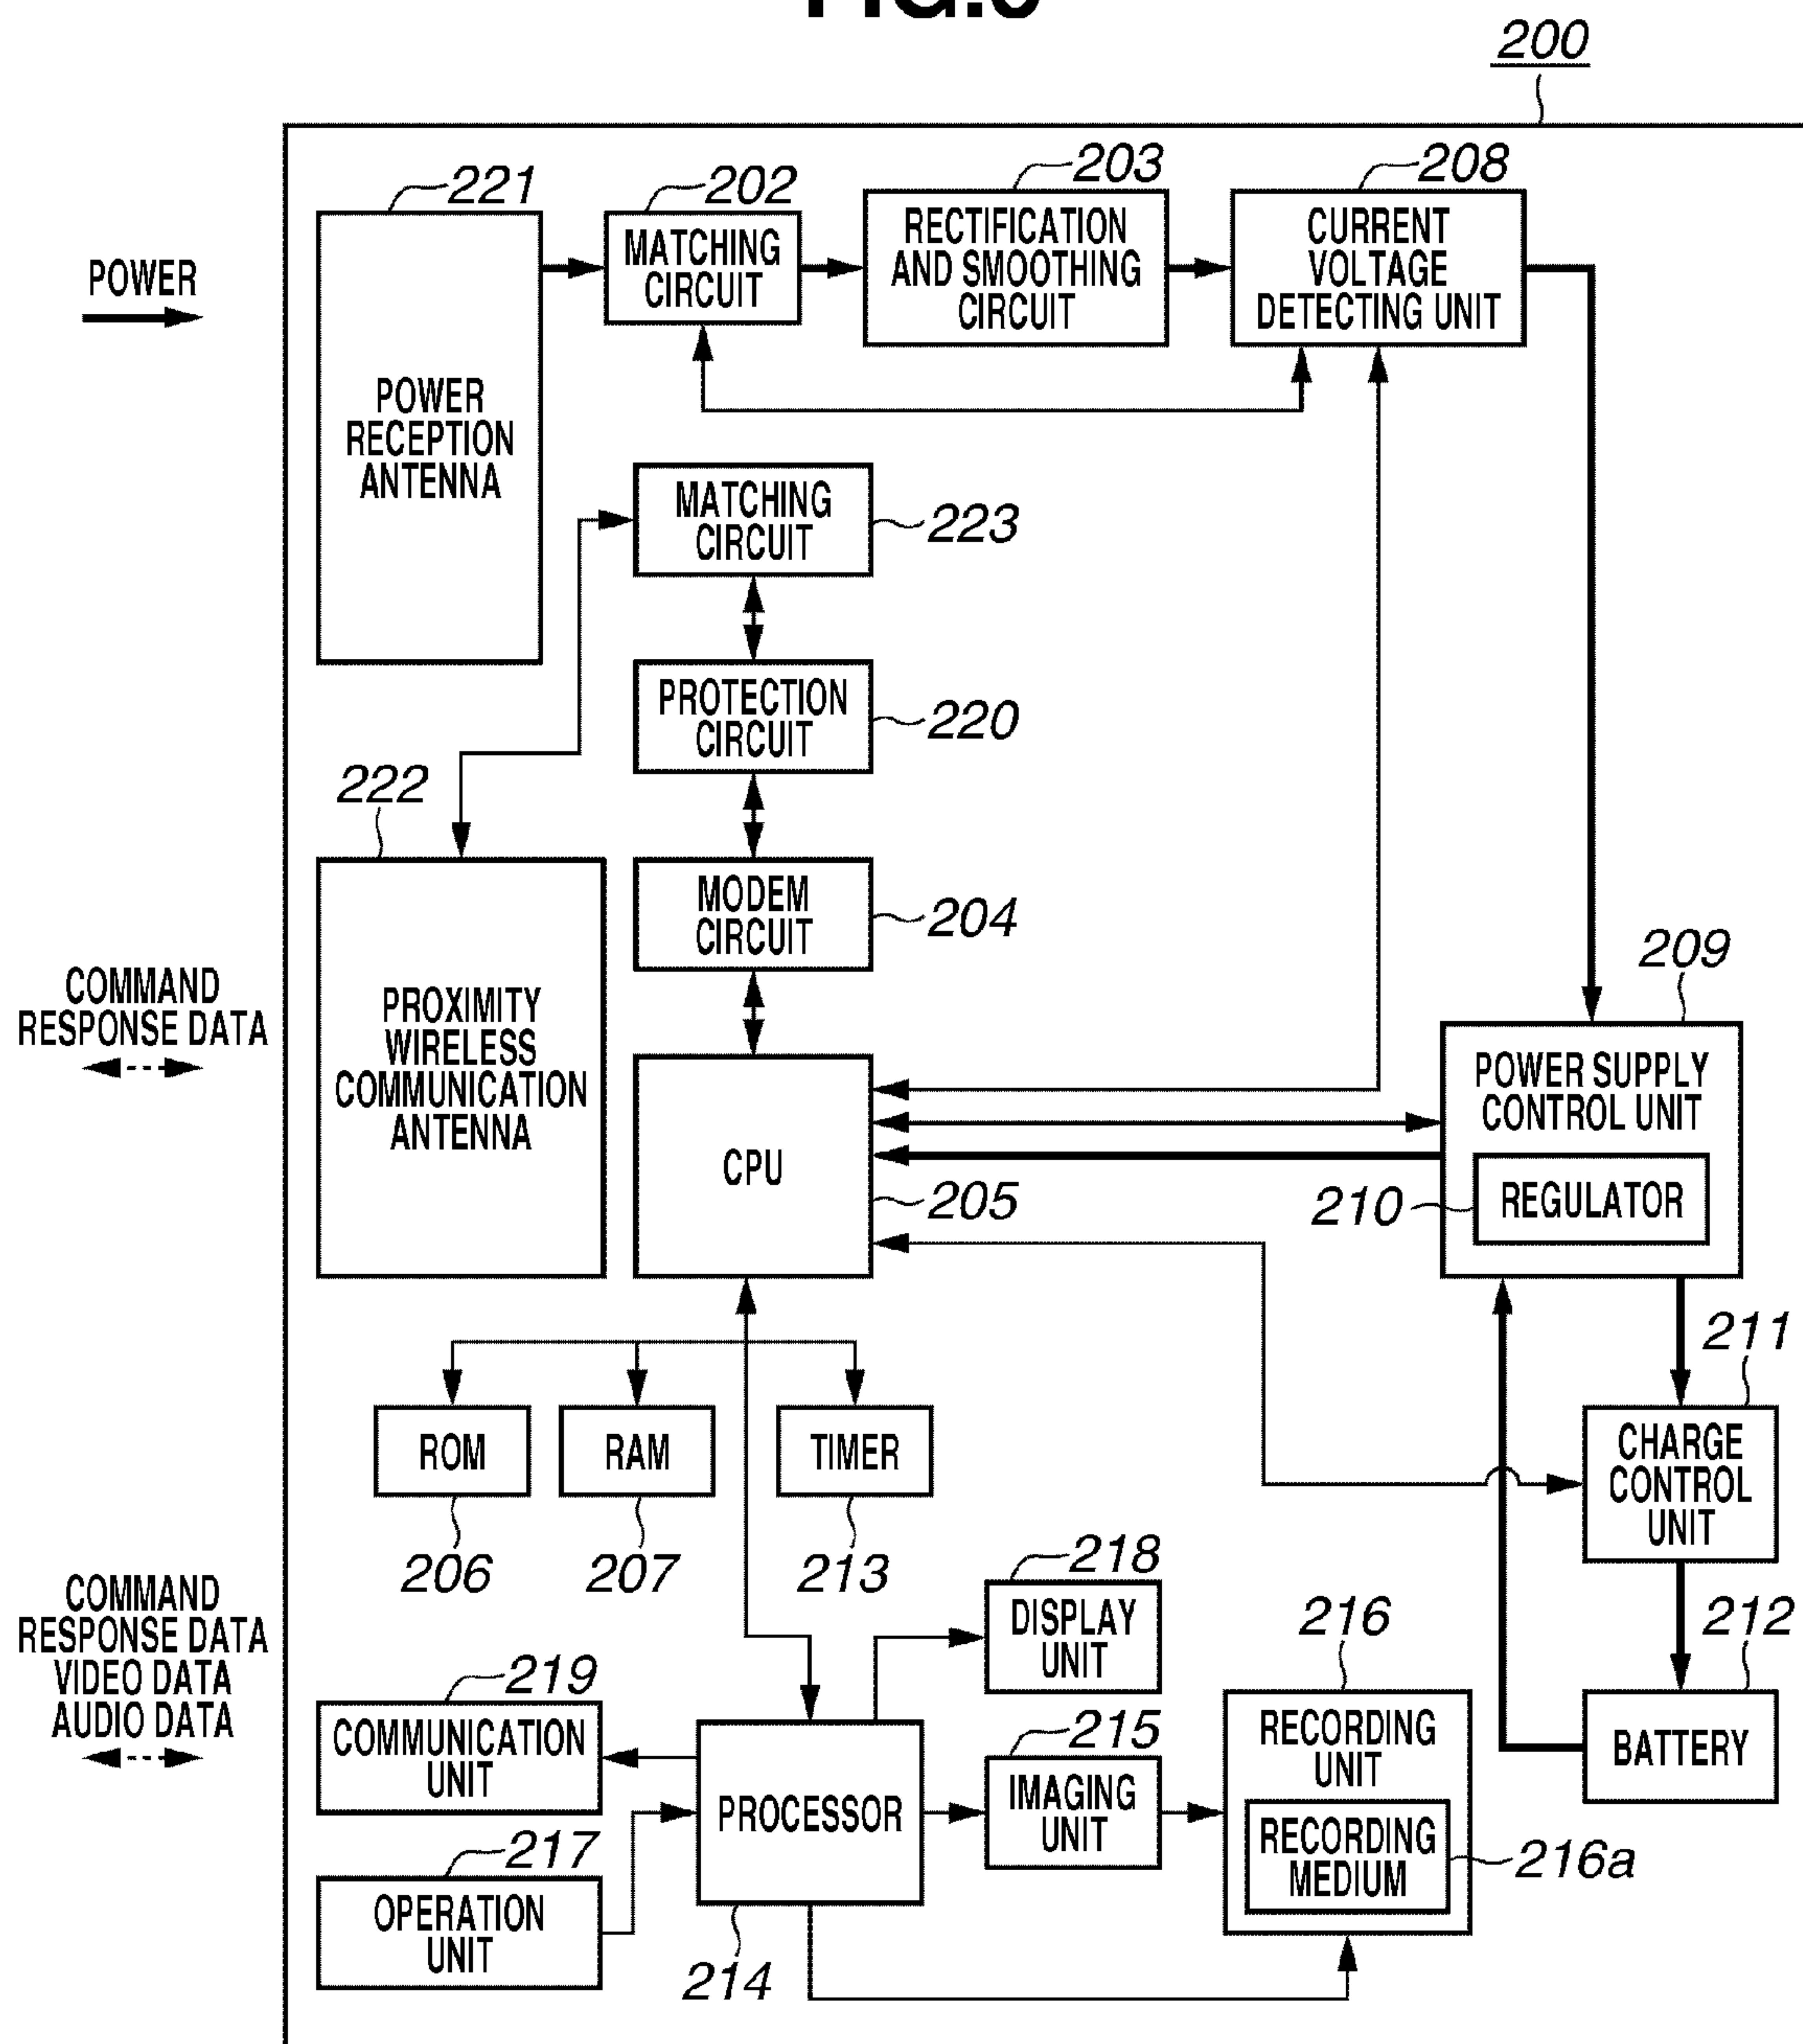 200
221
202
203
208
POWER
MATCHING
CIRCUIT
RECTIFICATION
AND SMOOTHING
CIRCUIT
CURRENT
VOLTAGE
DETECTING UNIT
POWER
RECEPTION
ANTENNA
MATCHING
CIRCUIT
223
PROTECTION
CIRCUIT
220
222
MODEM
CIRCUIT
204
209
COMMAND
RESPONSE DATA
PROXIMITY
WIRELESS
COMMUNICATION
ANTENNA
CPU
205
POWER SUPPLY
CONTROL UNIT
210
REGULATOR
211
ROM
RAM
TIMER
CHARGE
CONTROL
UNIT
206
207
213
218
216
212
COMMAND
RESPONSE DATA
VIDEO DATA
AUDIO DATA
DISPLAY
UNIT
219
COMMUNICATION
UNIT
215
IMAGING
UNIT
RECORDING
UNIT
BATTERY
PROCESSOR
RECORDING
MEDIUM
216a
217
OPERATION
UNIT
214